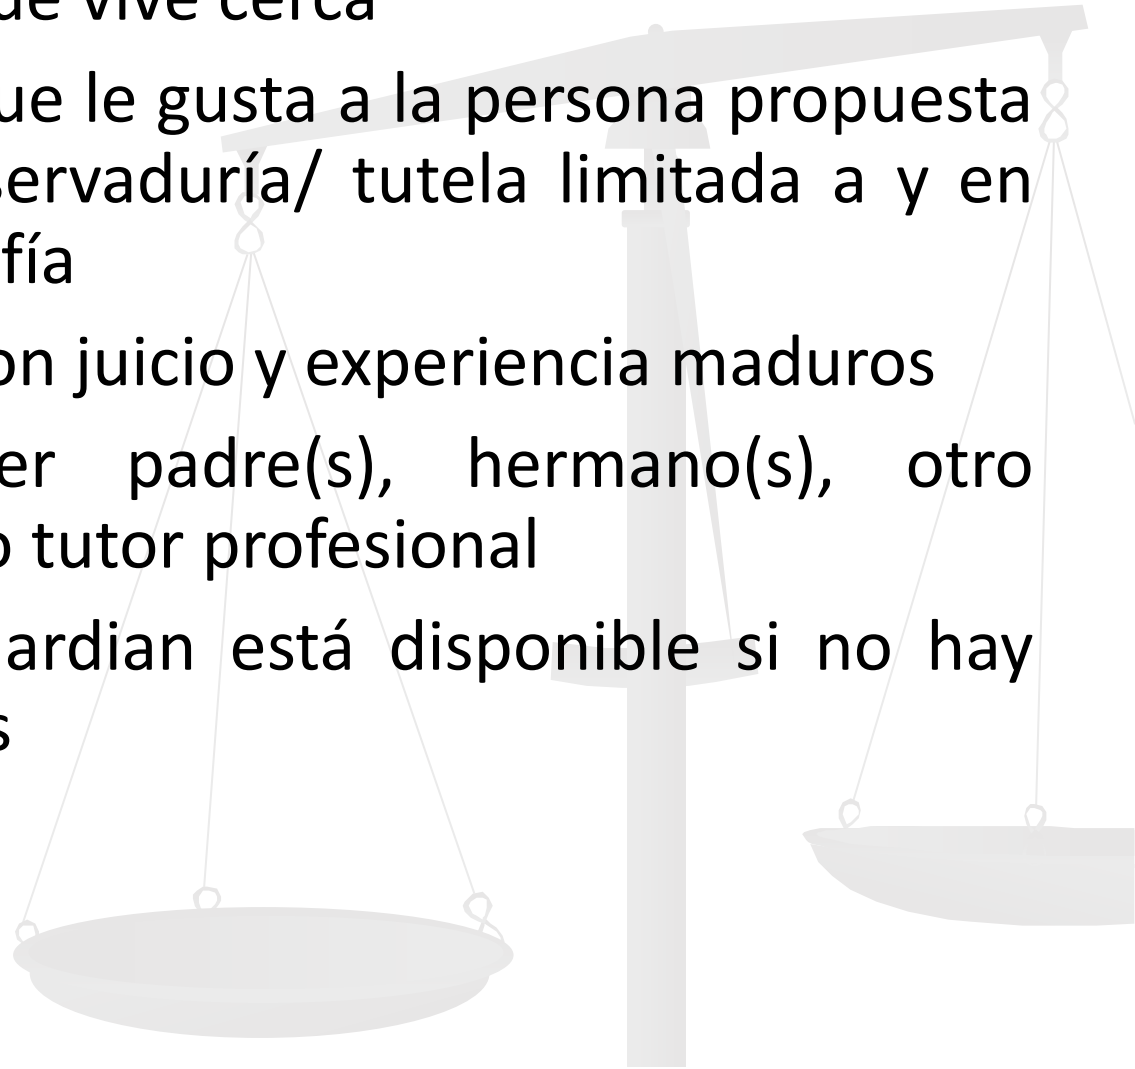 de vive cerca
ue le gusta a la persona propuesta
servaduría/ tutela limitada a y en
fía
on juicio y experiencia maduros
er padre(s), hermano(s), otro
o tutor profesional
ardian está disponible si no hay
s